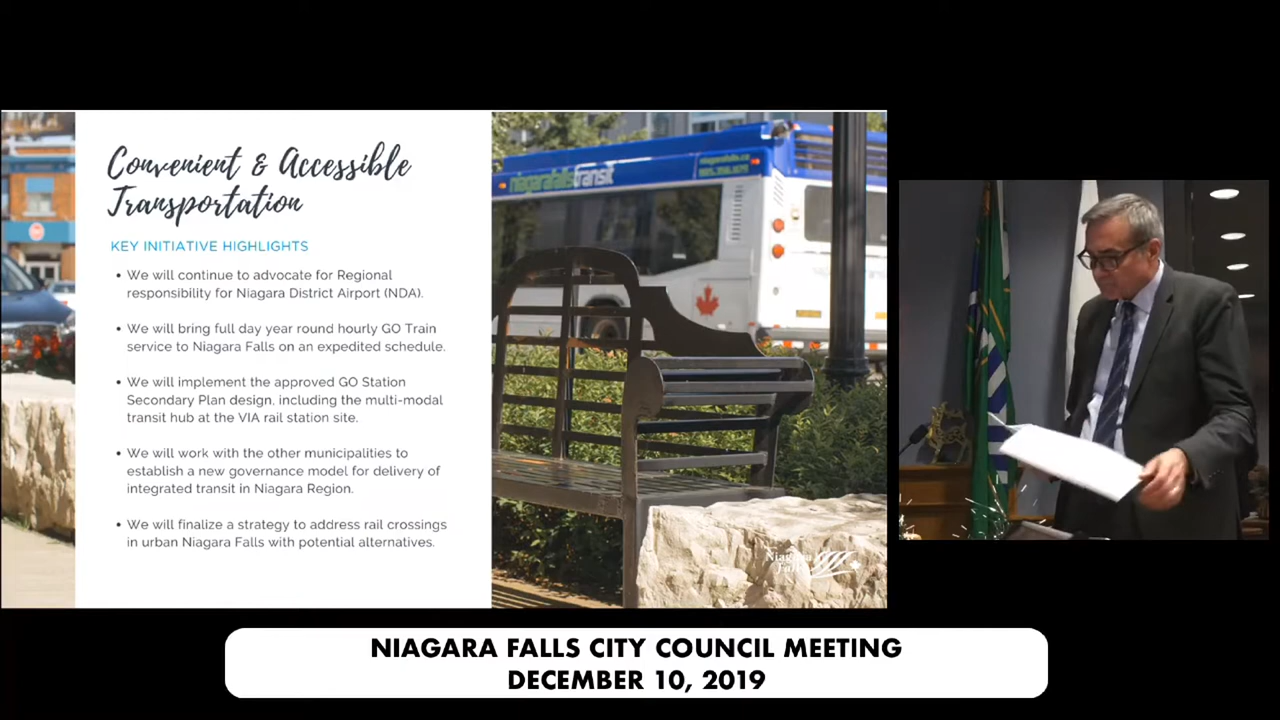 Convenient & Accessible
Transportation
KEY INITIATIVE HIGHLIGHTS
• We will continue to advocate for Regional
responsibility for Niagara District Airport (NDA).
• We will bring full day year round hourly GO Train
service to Niagara Falls on an expedited schedule.
• We will implement the approved GO Station
Secondary Plan design, including the multi-modal
transit hub at the VIA rail station site.
• We will work with the other municipalities to
establish a new governance model for delivery of
integrated transit in Niagara Region.
• We will finalize a strategy to address rail crossings
in urban Niagara Falls with potential alternatives.
niagarafallstransit
niagarafalls.ca
Niagara
Falls
NIAGARA FALLS CITY COUNCIL MEETING
DECEMBER 10, 2019